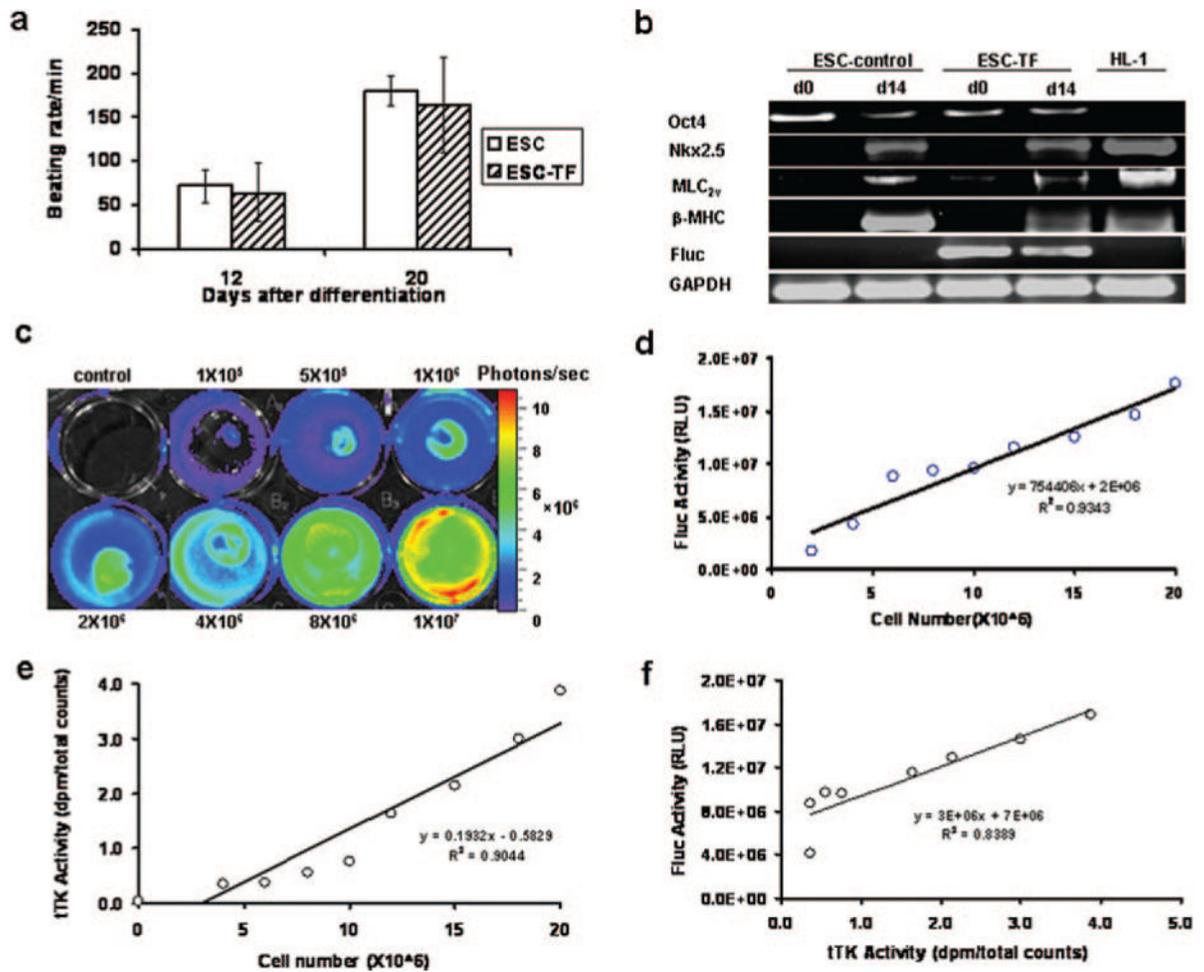 a
250
200
150
100
50
0
Beating rate/min
12
20
Days after differentiation
ESC
ESC-TF
b
ESC-control
ESC-TF
HL-1
d0
d14
d0
d14
Oct4
Nkx2.5
MLC2v
β-MHC
Fluc
GAPDH
c
control
1X10⁵
5X10⁵
1X10⁶
Photons/sec
10
8
6
×10⁶
4
2
0
2X10⁶
4X10⁶
8X10⁶
1X10⁷
d
2.0E+07
1.5E+07
1.0E+07
5.0E+06
0.0E+00
Fluc Activity (RLU)
y = 754406x + 2E+06
R² = 0.9343
0
5
10
15
20
Cell Number(X10^6)
e
4.0
3.0
2.0
1.0
0.0
tTK Activity (dpm/total counts)
y = 0.1932x - 0.5829
R² = 0.9044
0
5
10
15
20
Cell number (X10^6)
f
2.0E+07
1.6E+07
1.2E+07
8.0E+06
4.0E+06
0.0E+00
Fluc Activity (RLU)
y = 3E+06x + 7E+06
R² = 0.8389
0.0
1.0
2.0
3.0
4.0
5.0
tTK Activity (dpm/total counts)